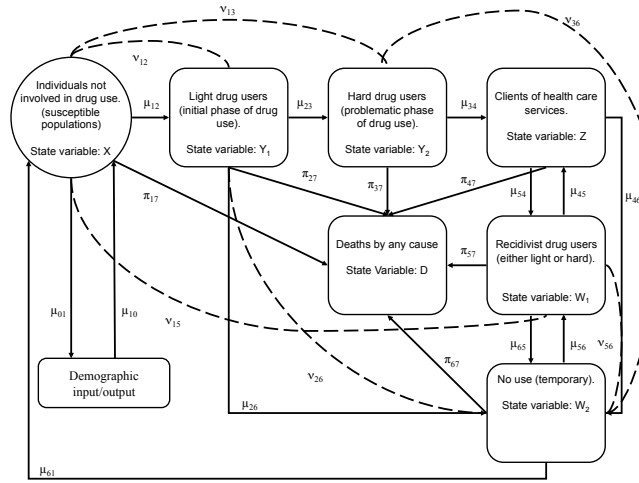 ν13
ν36
ν12
Individuals not
involved in drug use.
(susceptible
populations)
State variable: X
μ12
Light drug users
(initial phase of drug
use).
State variable: Y1
μ23
Hard drug users
(problematic phase
of drug use).
State variable: Y2
μ34
Clients of health care
services.
State variable: Z
π17
π27
π37
π47
μ54
μ45
μ46
Deaths by any cause
State Variable: D
π57
Recidivist drug users
(either light or hard).
State variable: W1
μ01
μ10
ν15
μ65
μ56
ν56
π67
Demographic
input/output
ν26
μ26
No use (temporary).
State variable: W2
μ61